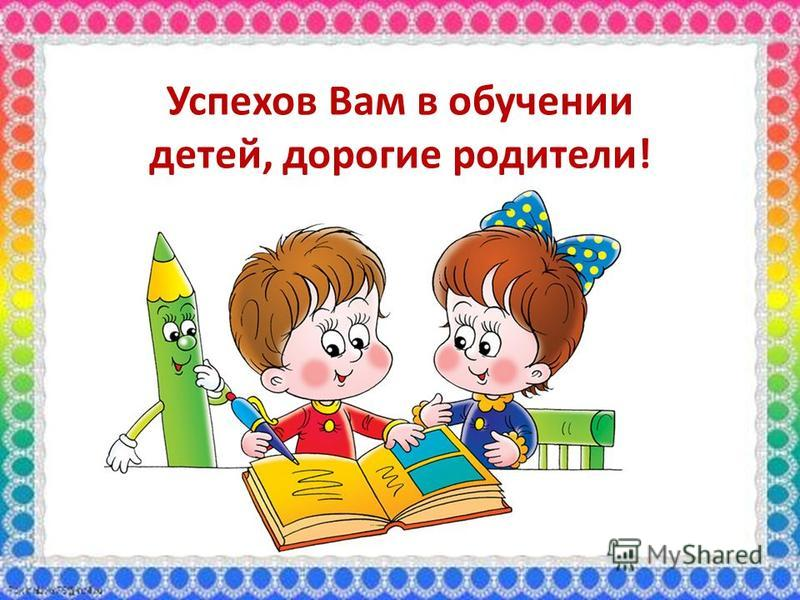 Успехов Вам в обучении
детей, дорогие родители!
MyShared